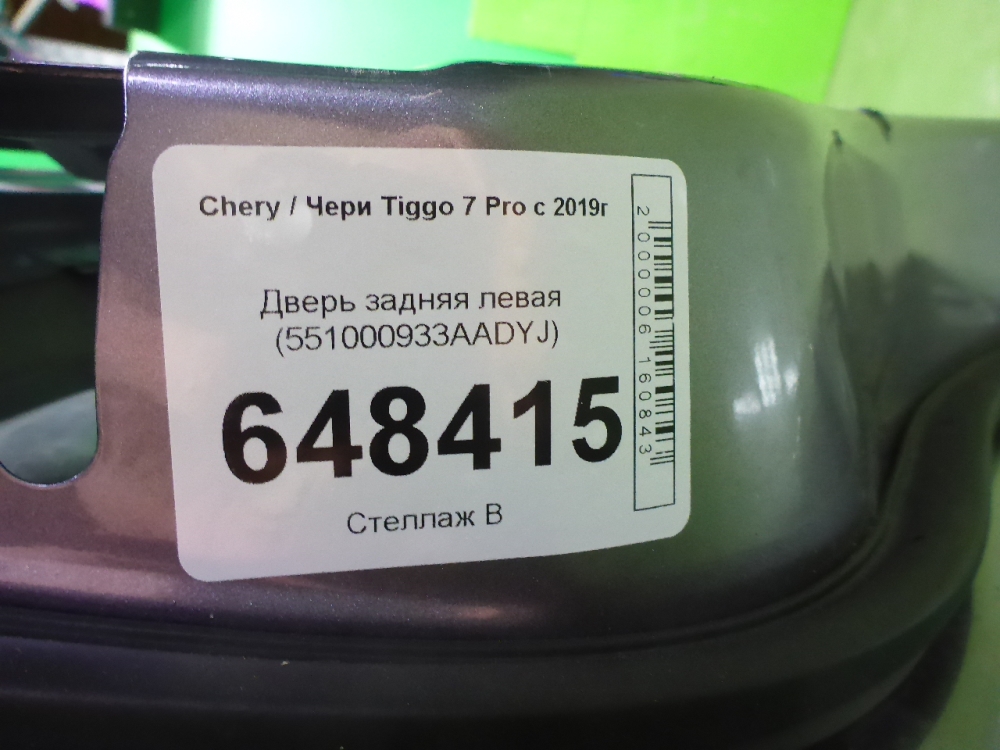 Chery / Чери Tiggo 7 Pro с 2019г
Дверь задняя левая
(551000933AADYJ)
648415
Стеллаж В
2000006160843